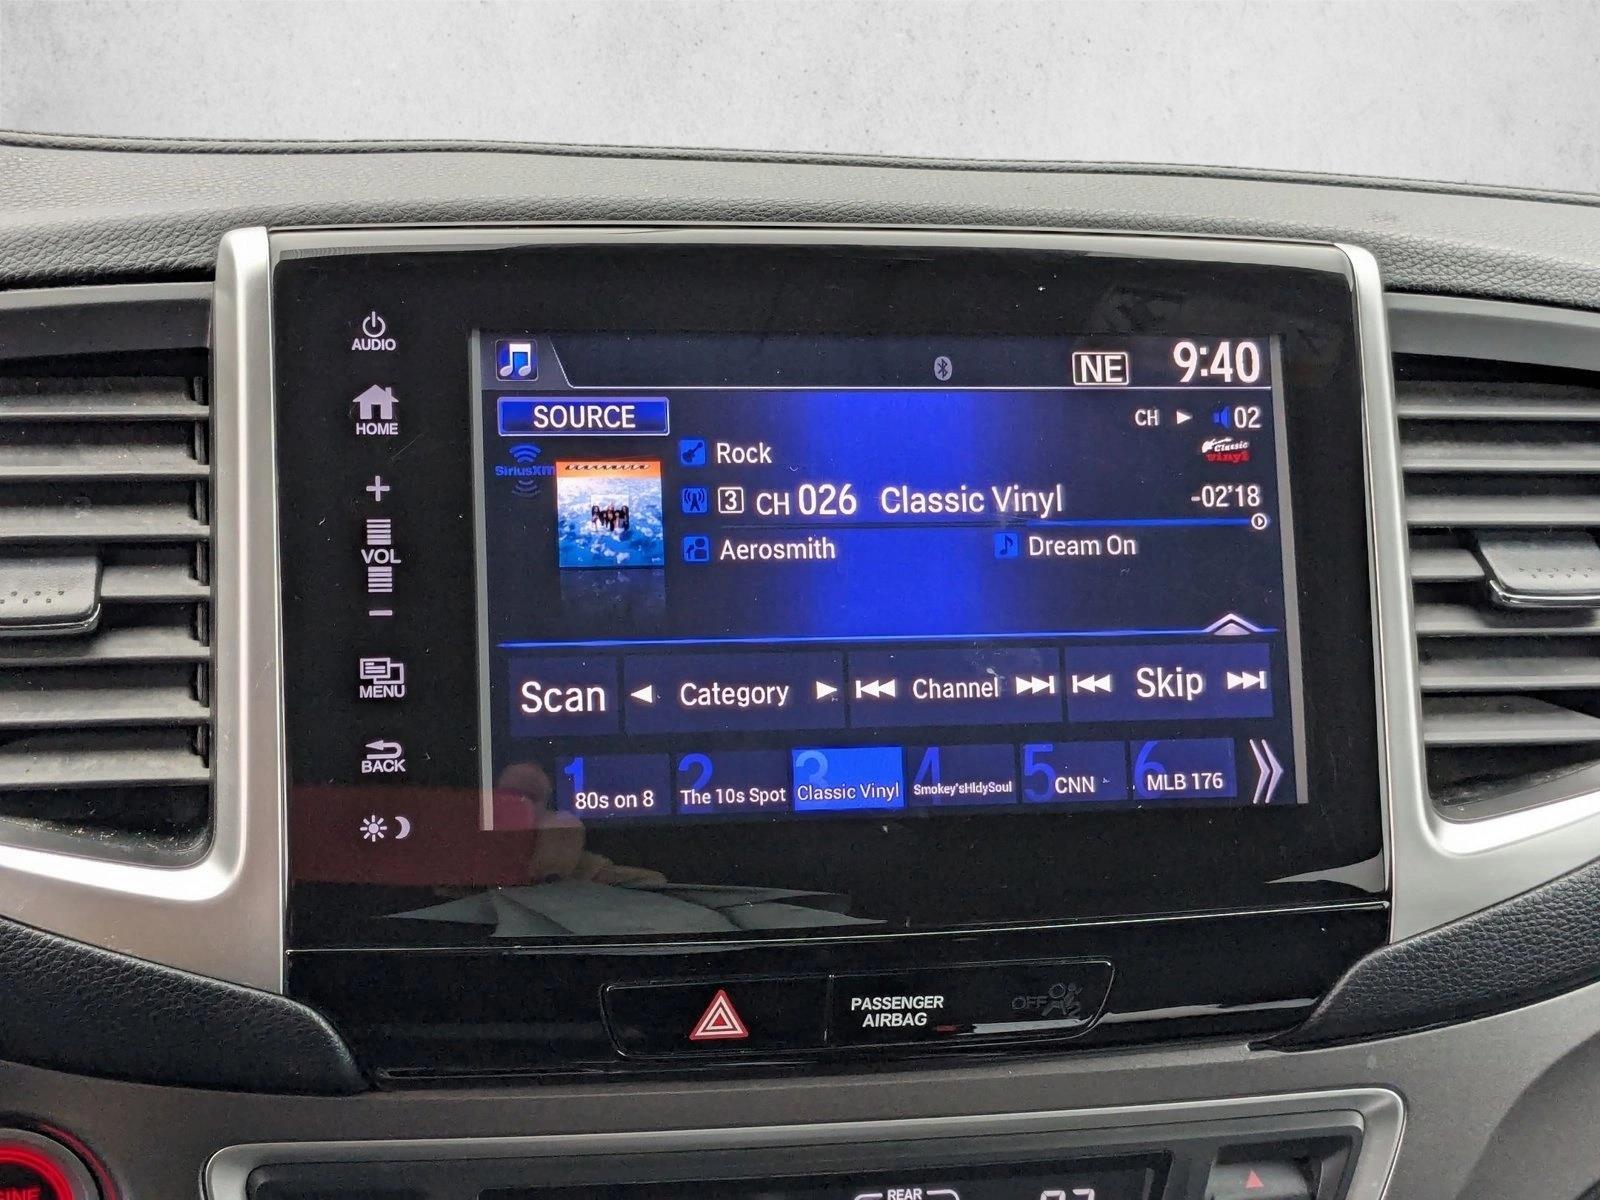 AUDIO
HOME
+
VOL
−
MENU
BACK
NE 9:40
SOURCE
CH ► 02
SiriusXM
Rock
Classic Vinyl
3 CH 026 Classic Vinyl -02'18
Aerosmith Dream On
Scan ◄ Category ► Channel Skip
1 80s on 8
2 The 10s Spot
3 Classic Vinyl
4 Smokey'sHldySoul
5 CNN
6 MLB 176
PASSENGER
AIRBAG
OFF
REAR